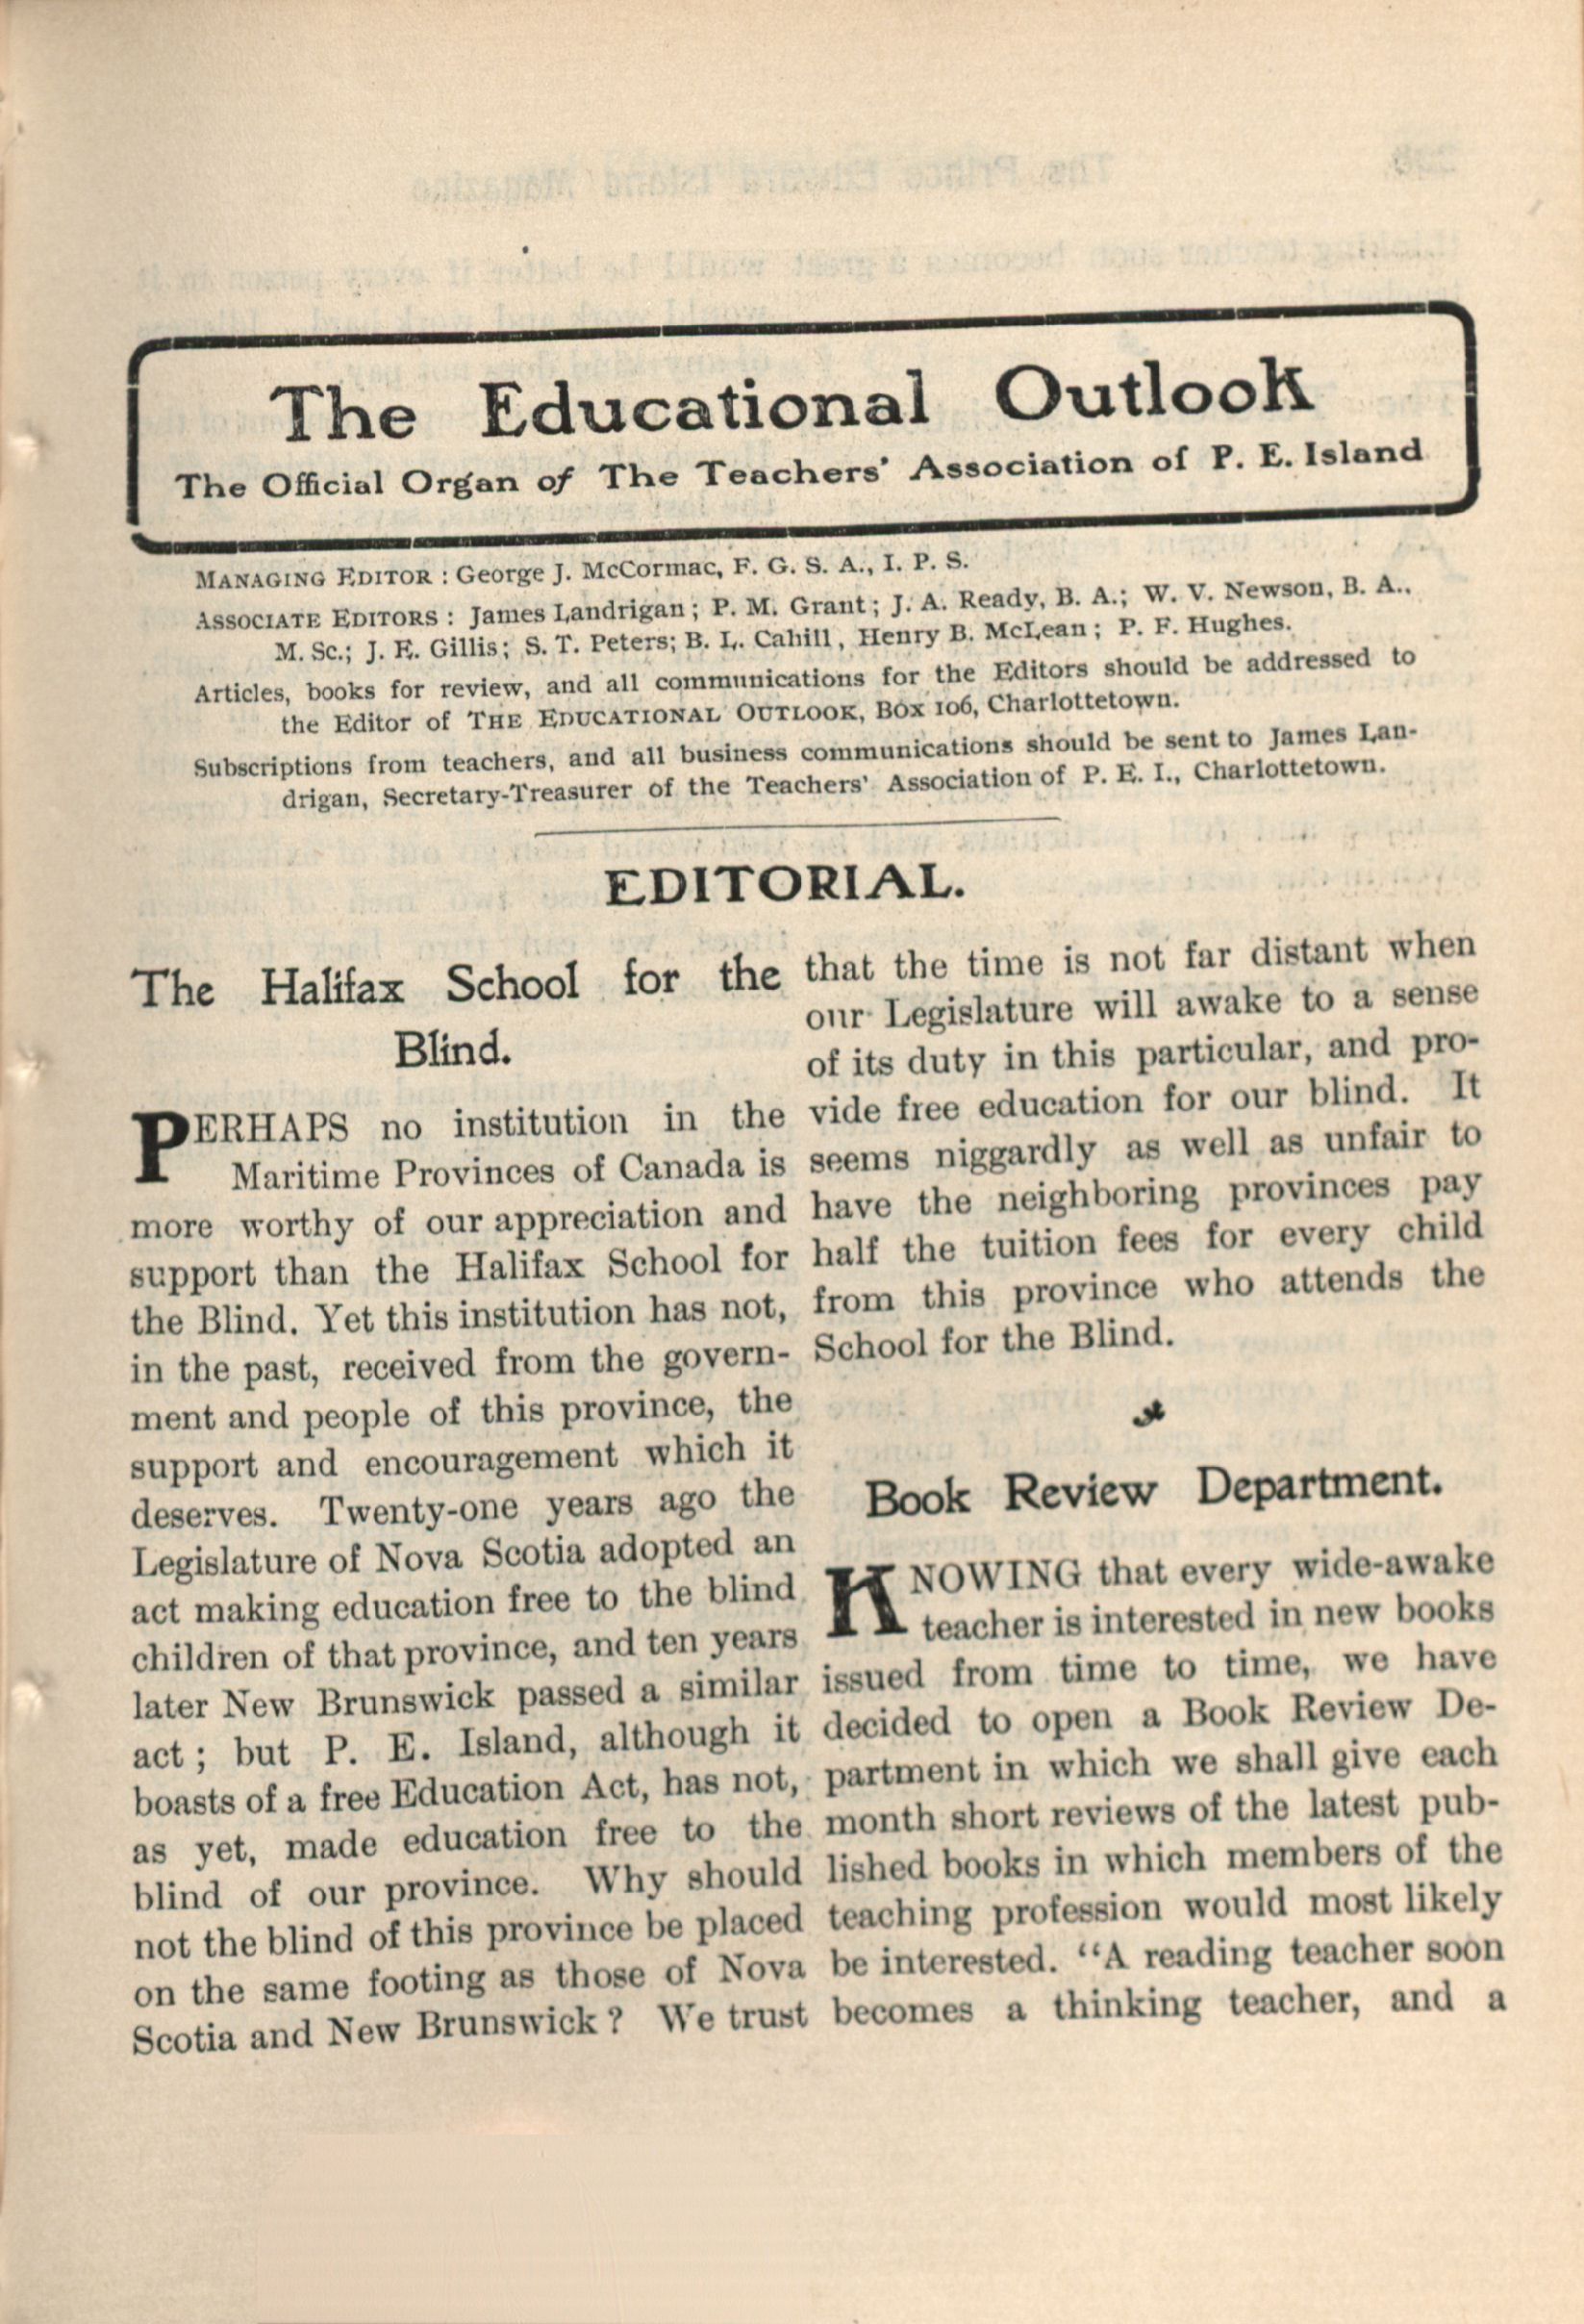 The Educational Outlook
The Official Organ of The Teachers' Association of P. E. Island
MANAGING EDITOR : George J. McCormac, F. G. S. A., I. P. S.
ASSOCIATE EDITORS : James Landrigan; P. M. Grant; J. A. Ready, B. A.; W. V. Newson, B. A.,
M. Sc.; J. E. Gillis; S. T. Peters; B. L. Cahill, Henry B. McLean; P. F. Hughes.
Articles, books for review, and all communications for the Editors should be addressed to
the Editor of THE EDUCATIONAL OUTLOOK, Box 106, Charlottetown.
Subscriptions from teachers, and all business communications should be sent to James Lan-
drigan, Secretary-Treasurer of the Teachers' Association of P. E. I., Charlottetown.
EDITORIAL.
The Halifax School for the
Blind.
PERHAPS no institution in the
Maritime Provinces of Canada is
more worthy of our appreciation and
support than the Halifax School for
the Blind. Yet this institution has not,
in the past, received from the govern-
ment and people of this province, the
support and encouragement which it
deserves. Twenty-one years ago the
Legislature of Nova Scotia adopted an
act making education free to the blind
children of that province, and ten years
later New Brunswick passed a similar
act ; but P. E. Island, although it
boasts of a free Education Act, has not,
as yet, made education free to the
blind of our province. Why should
not the blind of this province be placed
on the same footing as those of Nova
Scotia and New Brunswick ? We trust
that the time is not far distant when
our Legislature will awake to a sense
of its duty in this particular, and pro-
vide free education for our blind. It
seems niggardly as well as unfair to
have the neighboring provinces pay
half the tuition fees for every child
from this province who attends the
School for the Blind.
Book Review Department.
KNOWING that every wide-awake
teacher is interested in new books
issued from time to time, we have
decided to open a Book Review De-
partment in which we shall give each
month short reviews of the latest pub-
lished books in which members of the
teaching profession would most likely
be interested. "A reading teacher soon
becomes a thinking teacher, and a